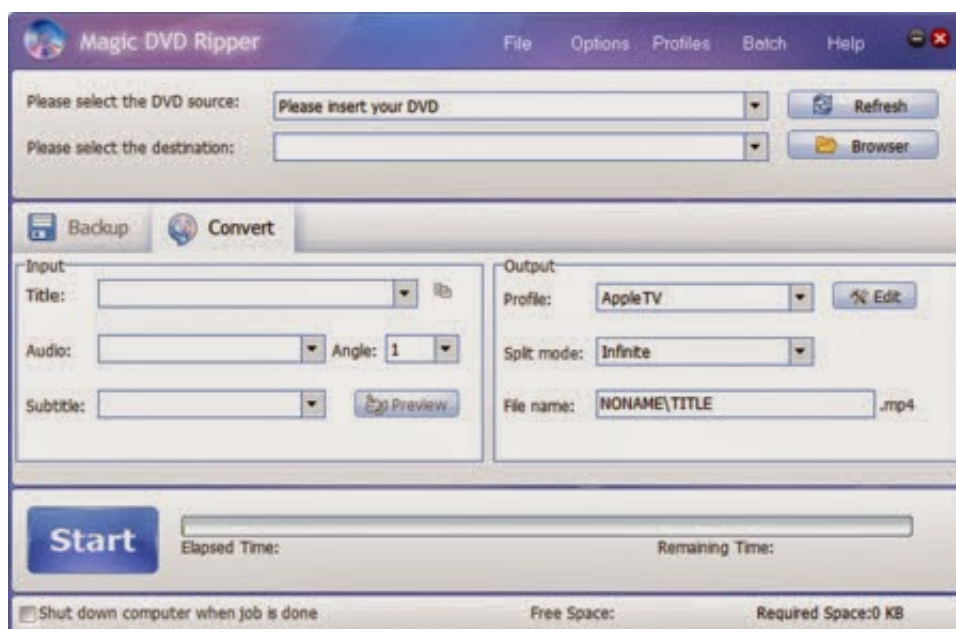 Magic DVD Ripper File Options Profiles Batch Help
Please select the DVD source: Please insert your DVD Refresh
Please select the destination: Browser
Backup Convert
Input Output
Title: Profile: AppleTV Edit
Audio: Angle: 1 Split mode: Infinite
Subtitle: Preview File name: NONAME\TITLE .mp4
Start
Elapsed Time: Remaining Time:
Shut down computer when job is done Free Space: Required Space:0 KB